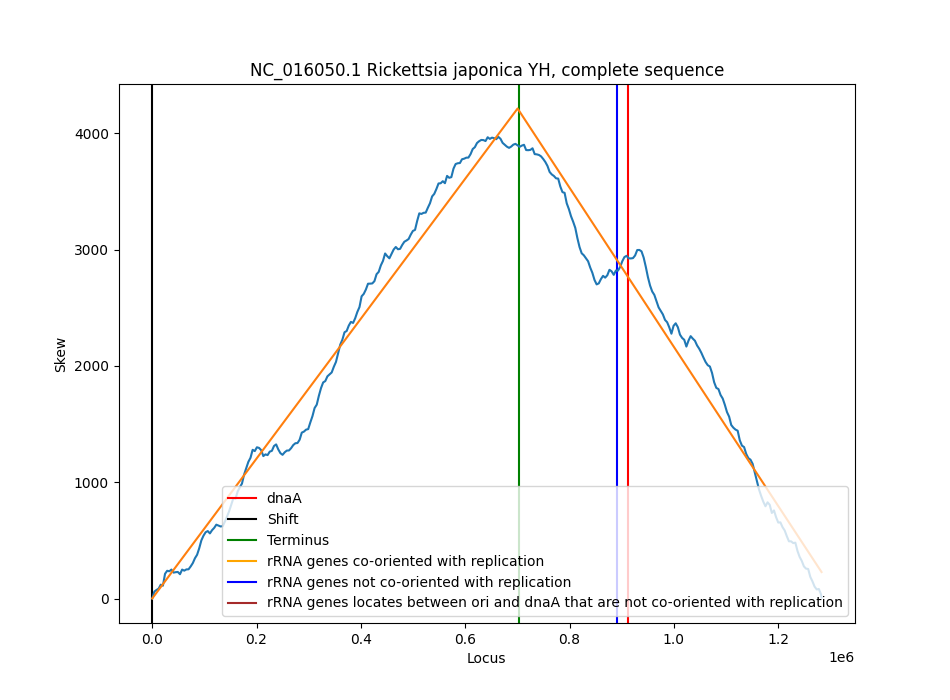 NC_016050.1 Rickettsia japonica YH, complete sequence
Skew
4000
3000
2000
1000
0
dnaA
Shift
Terminus
rRNA genes co-oriented with replication
rRNA genes not co-oriented with replication
rRNA genes locates between ori and dnaA that are not co-oriented with replication
0.0 0.2 0.4 0.6 0.8 1.0 1.2
1e6
Locus